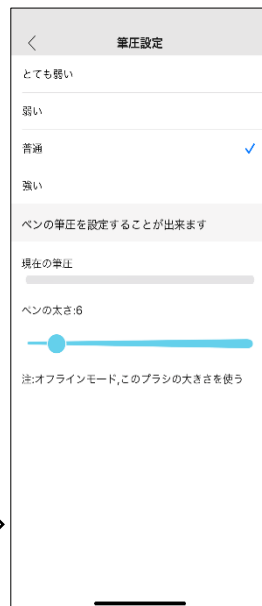 筆圧設定
とても弱い
弱い
普通
強い
ペンの筆圧を設定することが出来ます
現在の筆圧
ペンの太さ:6
注:オフラインモード,このブラシの大きさを使う